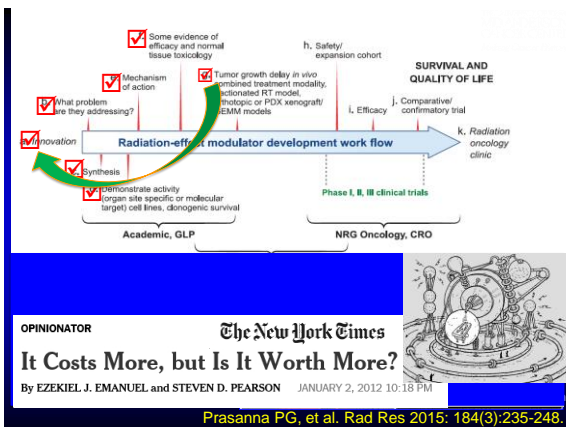 Some evidence of
efficacy and normal
tissue toxicology
Mechanism
of action
What problem
are they addressing?
g. Tumor growth delay in vivo
combined treatment modality,
fractionated RT model,
orthotopic or PDX xenograft/
GEMM models
h. Safety/
expansion cohort
SURVIVAL AND
QUALITY OF LIFE
i. Efficacy
j. Comparative/
confirmatory trial
Innovation
Radiation-effect modulator development work flow
k. Radiation
oncology
clinic
Synthesis
Demonstrate activity
(organ site specific or molecular
target) cell lines, clonogenic survival
Phase I, II, III clinical trials
Academic, GLP
NRG Oncology, CRO
OPINIONATOR
The New York Times
It Costs More, but Is It Worth More?
By EZEKIEL J. EMANUEL and STEVEN D. PEARSON JANUARY 2, 2012 10:18 PM
Prasanna PG, et al. Rad Res 2015: 184(3):235-248.